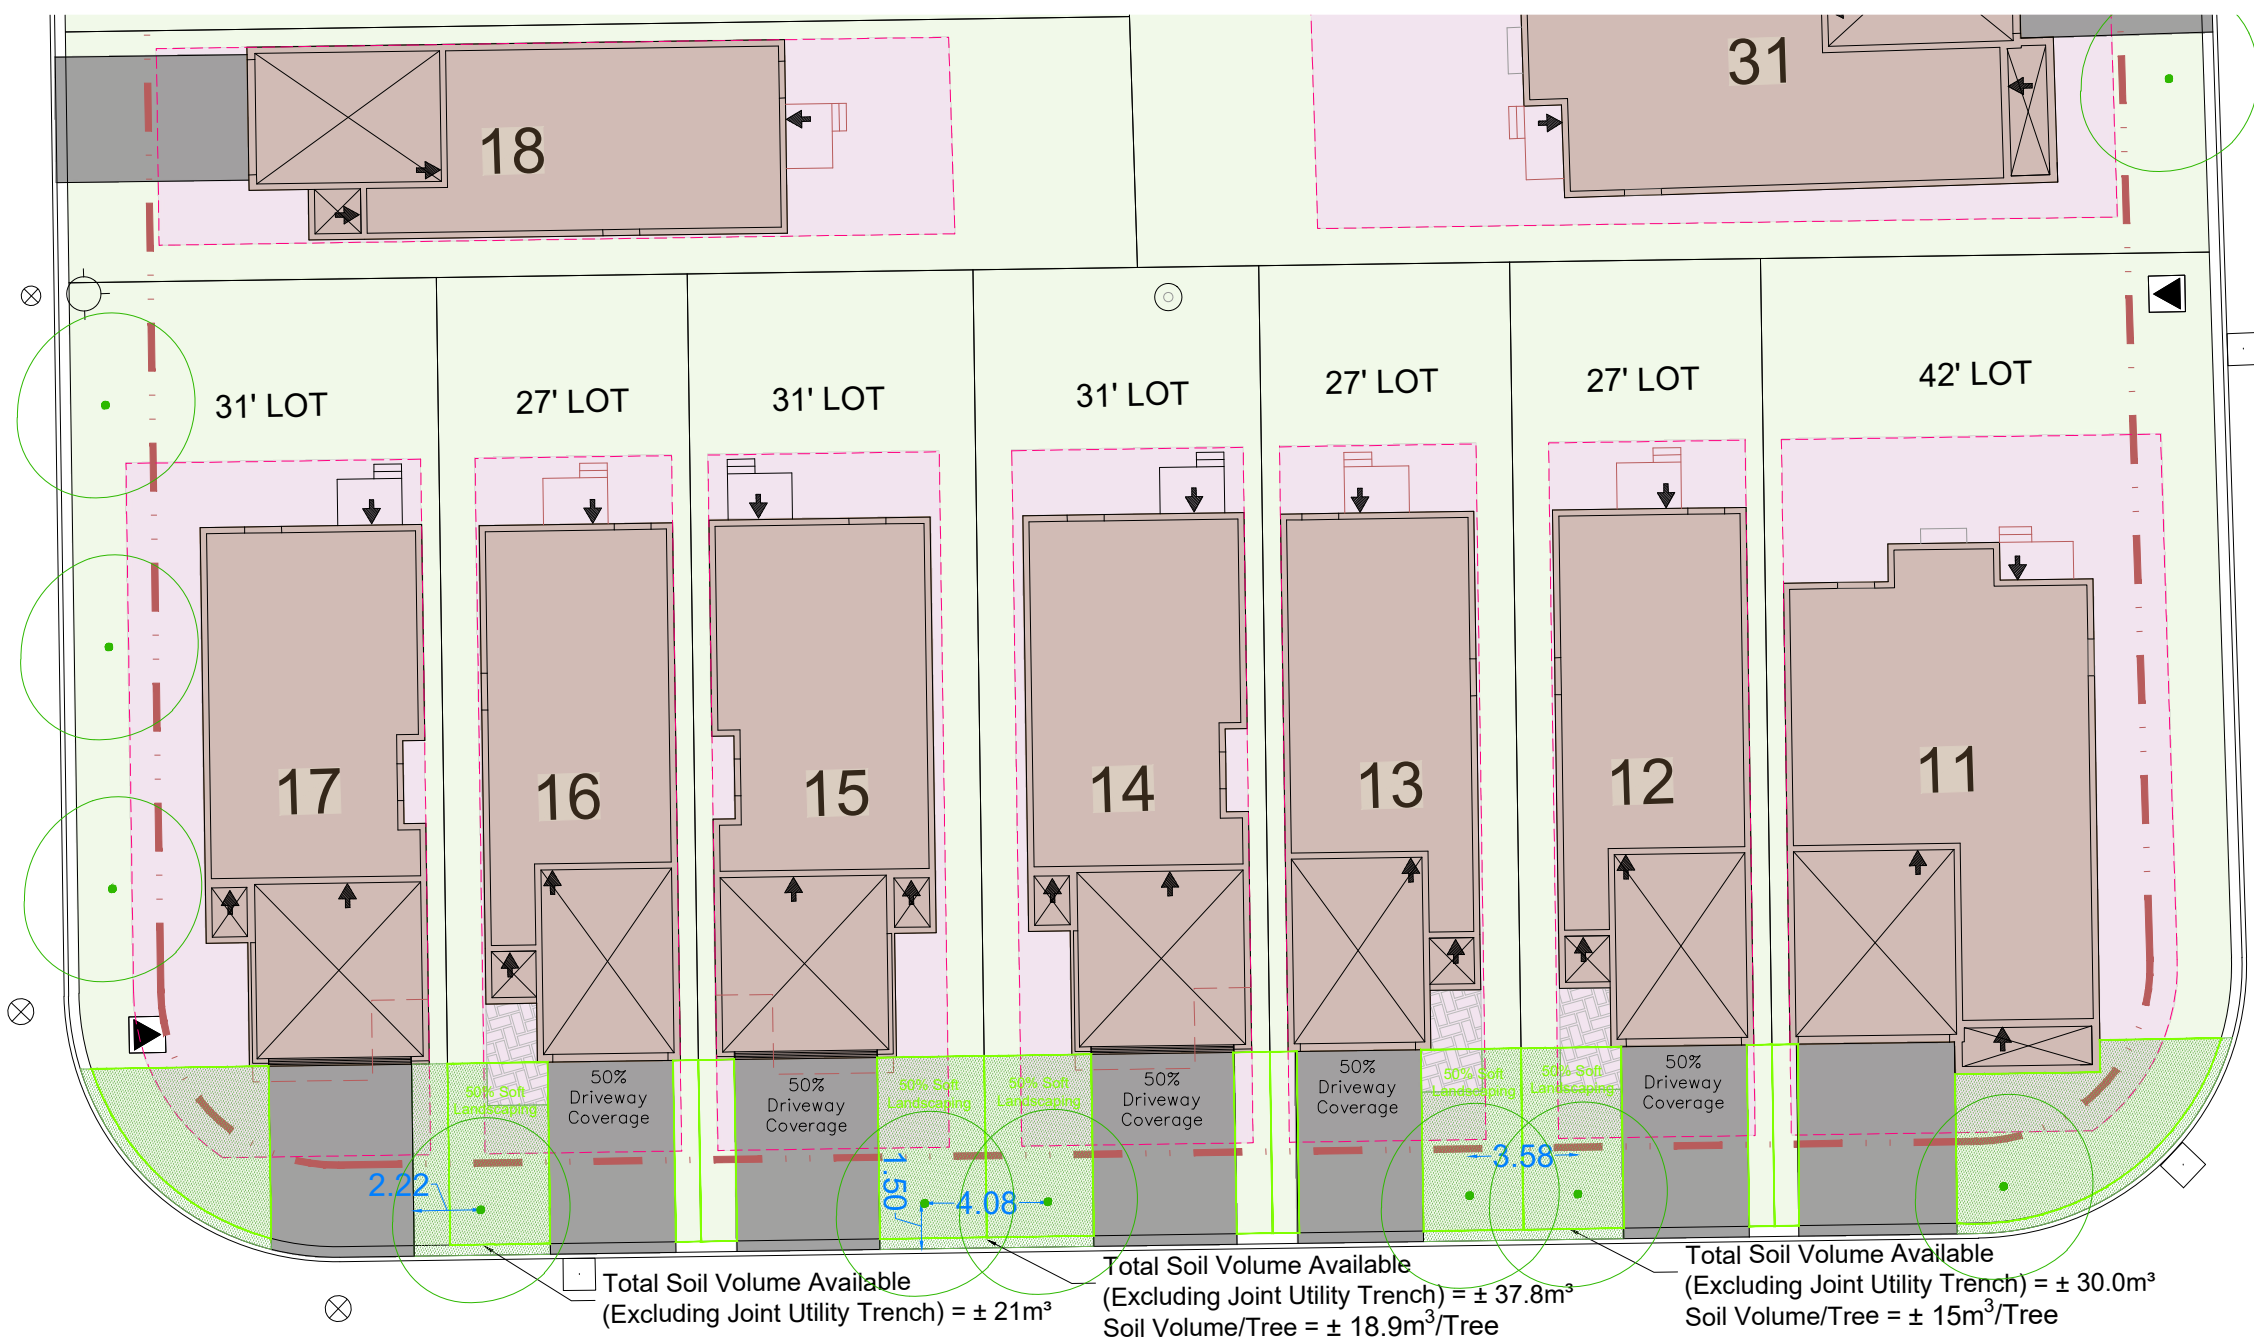 18
31
31' LOT
27' LOT
31' LOT
31' LOT
27' LOT
27' LOT
42' LOT
17
16
15
14
13
12
11
50% Soft
Landscaping
50%
Driveway
Coverage
50%
Driveway
Coverage
50% Soft
Landscaping
50% Soft
Landscaping
50%
Driveway
Coverage
50%
Driveway
Coverage
50% Soft
Landscaping
50% Soft
Landscaping
50%
Driveway
Coverage
2.22
1.50
4.08
3.58
Total Soil Volume Available
(Excluding Joint Utility Trench) = ± 21m³
Total Soil Volume Available
(Excluding Joint Utility Trench) = ± 37.8m³
Soil Volume/Tree = ± 18.9m³/Tree
Total Soil Volume Available
(Excluding Joint Utility Trench) = ± 30.0m³
Soil Volume/Tree = ± 15m³/Tree